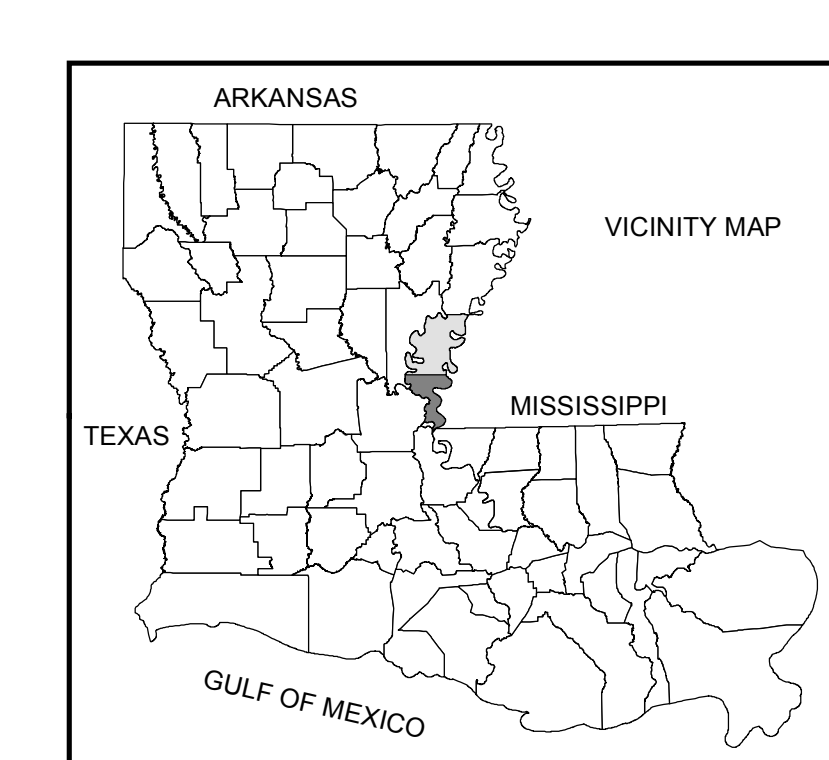 ARKANSAS
VICINITY MAP
MISSISSIPPI
TEXAS
GULF OF MEXICO